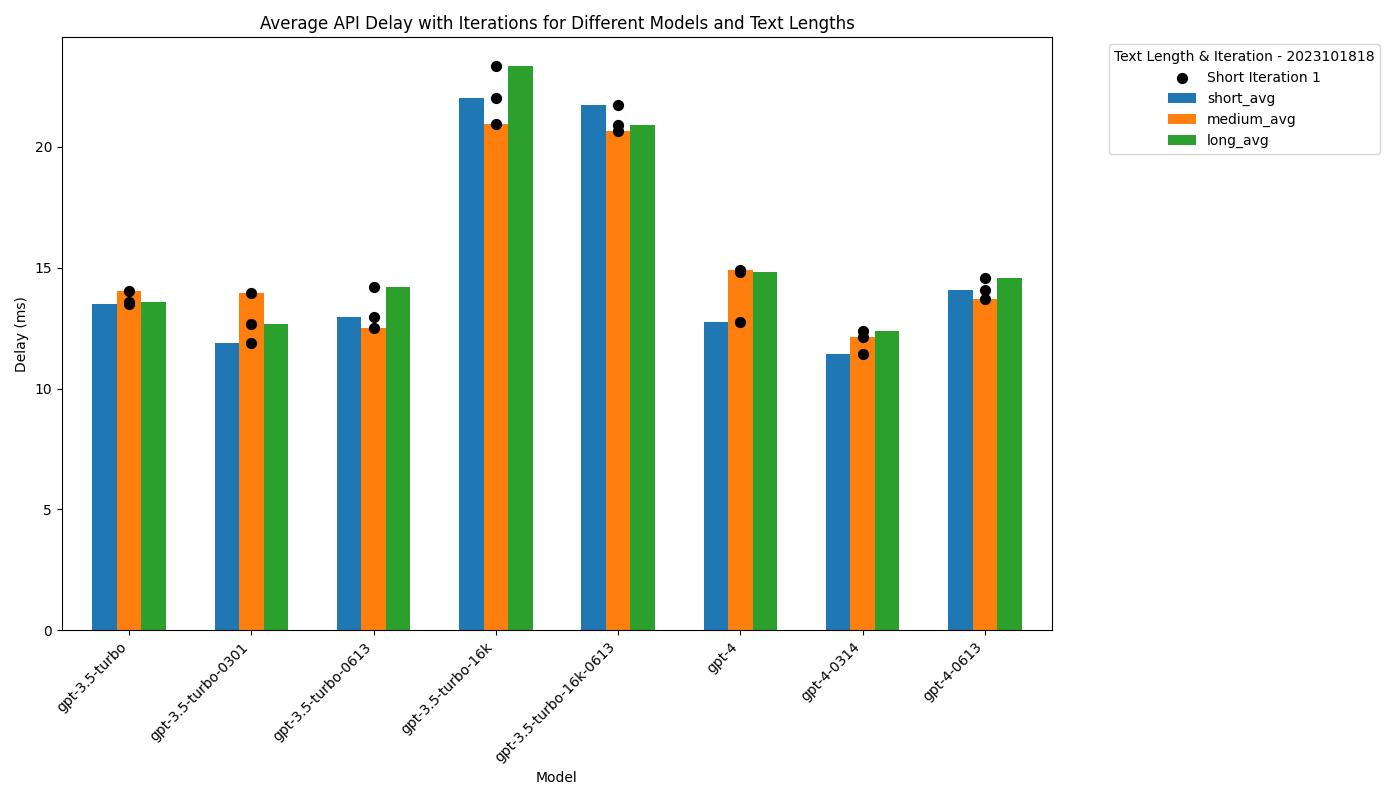 Average API Delay with Iterations for Different Models and Text Lengths
Text Length & Iteration - 2023101818
Short Iteration 1
short_avg
medium_avg
long_avg
Delay (ms)
20
15
10
5
0
gpt-3.5-turbo
gpt-3.5-turbo-0301
gpt-3.5-turbo-0613
gpt-3.5-turbo-16k
gpt-3.5-turbo-16k-0613
gpt-4
gpt-4-0314
gpt-4-0613
Model